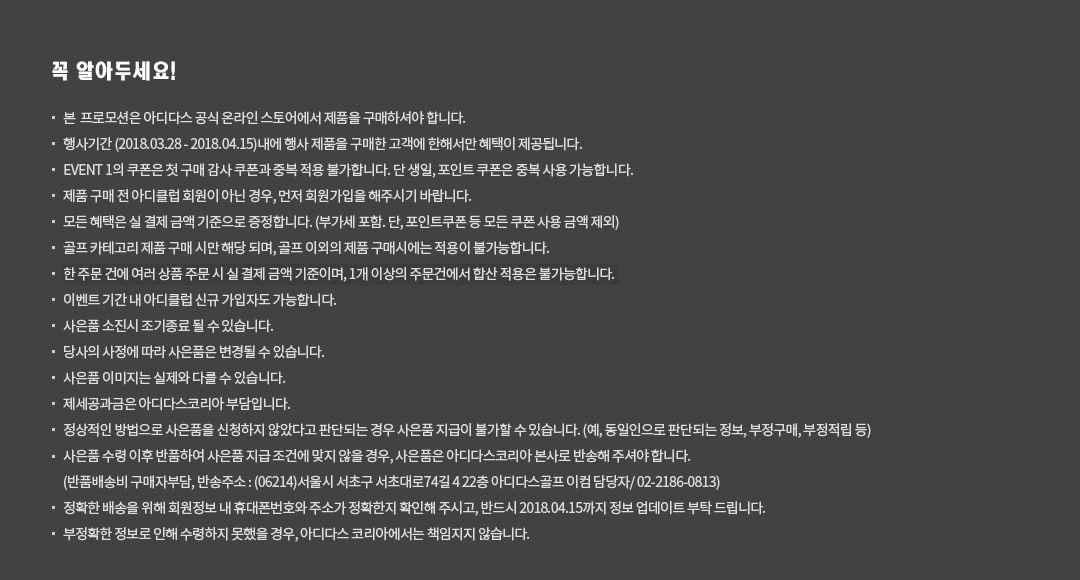 꼭 알아두세요!
· 본 프로모션은 아디다스 공식 온라인 스토어에서 제품을 구매하셔야 합니다.
· 행사기간 (2018.03.28 - 2018.04.15)내에 행사 제품을 구매한 고객에 한해서만 혜택이 제공됩니다.
· EVENT 1의 쿠폰은 첫 구매 감사 쿠폰과 중복 적용 불가합니다. 단 생일, 포인트 쿠폰은 중복 사용 가능합니다.
· 제품 구매 전 아디클럽 회원이 아닌 경우, 먼저 회원가입을 해주시기 바랍니다.
· 모든 혜택은 실 결제 금액 기준으로 증정합니다. (부가세 포함. 단, 포인트쿠폰 등 모든 쿠폰 사용 금액 제외)
· 골프 카테고리 제품 구매 시만 해당 되며, 골프 이외의 제품 구매시에는 적용이 불가능합니다.
· 한 주문 건에 여러 상품 주문 시 실 결제 금액 기준이며, 1개 이상의 주문건에서 합산 적용은 불가능합니다.
· 이벤트 기간 내 아디클럽 신규 가입자도 가능합니다.
· 사은품 소진시 조기종료 될 수 있습니다.
· 당사의 사정에 따라 사은품은 변경될 수 있습니다.
· 사은품 이미지는 실제와 다를 수 있습니다.
· 제세공과금은 아디다스코리아 부담입니다.
· 정상적인 방법으로 사은품을 신청하지 않았다고 판단되는 경우 사은품 지급이 불가할 수 있습니다. (예, 동일인으로 판단되는 정보, 부정구매, 부정적립 등)
· 사은품 수령 이후 반품하여 사은품 지급 조건에 맞지 않을 경우, 사은품은 아디다스코리아 본사로 반송해 주셔야 합니다.
(반품배송비 구매자부담, 반송주소 : (06214)서울시 서초구 서초대로74길 4 22층 아디다스골프 이컴 담당자/ 02-2186-0813)
· 정확한 배송을 위해 회원정보 내 휴대폰번호와 주소가 정확한지 확인해 주시고, 반드시 2018.04.15까지 정보 업데이트 부탁 드립니다.
· 부정확한 정보로 인해 수령하지 못했을 경우, 아디다스 코리아에서는 책임지지 않습니다.